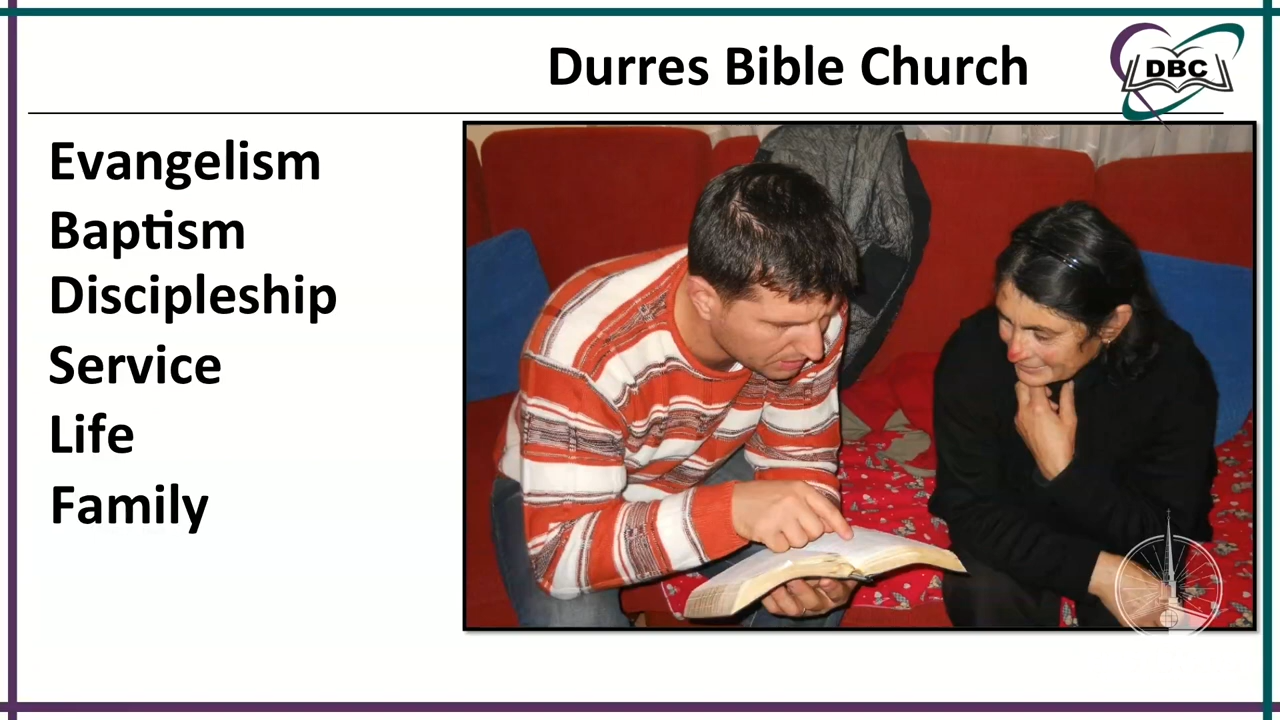 Durres Bible Church
DBC
Evangelism
Baptism
Discipleship
Service
Life
Family